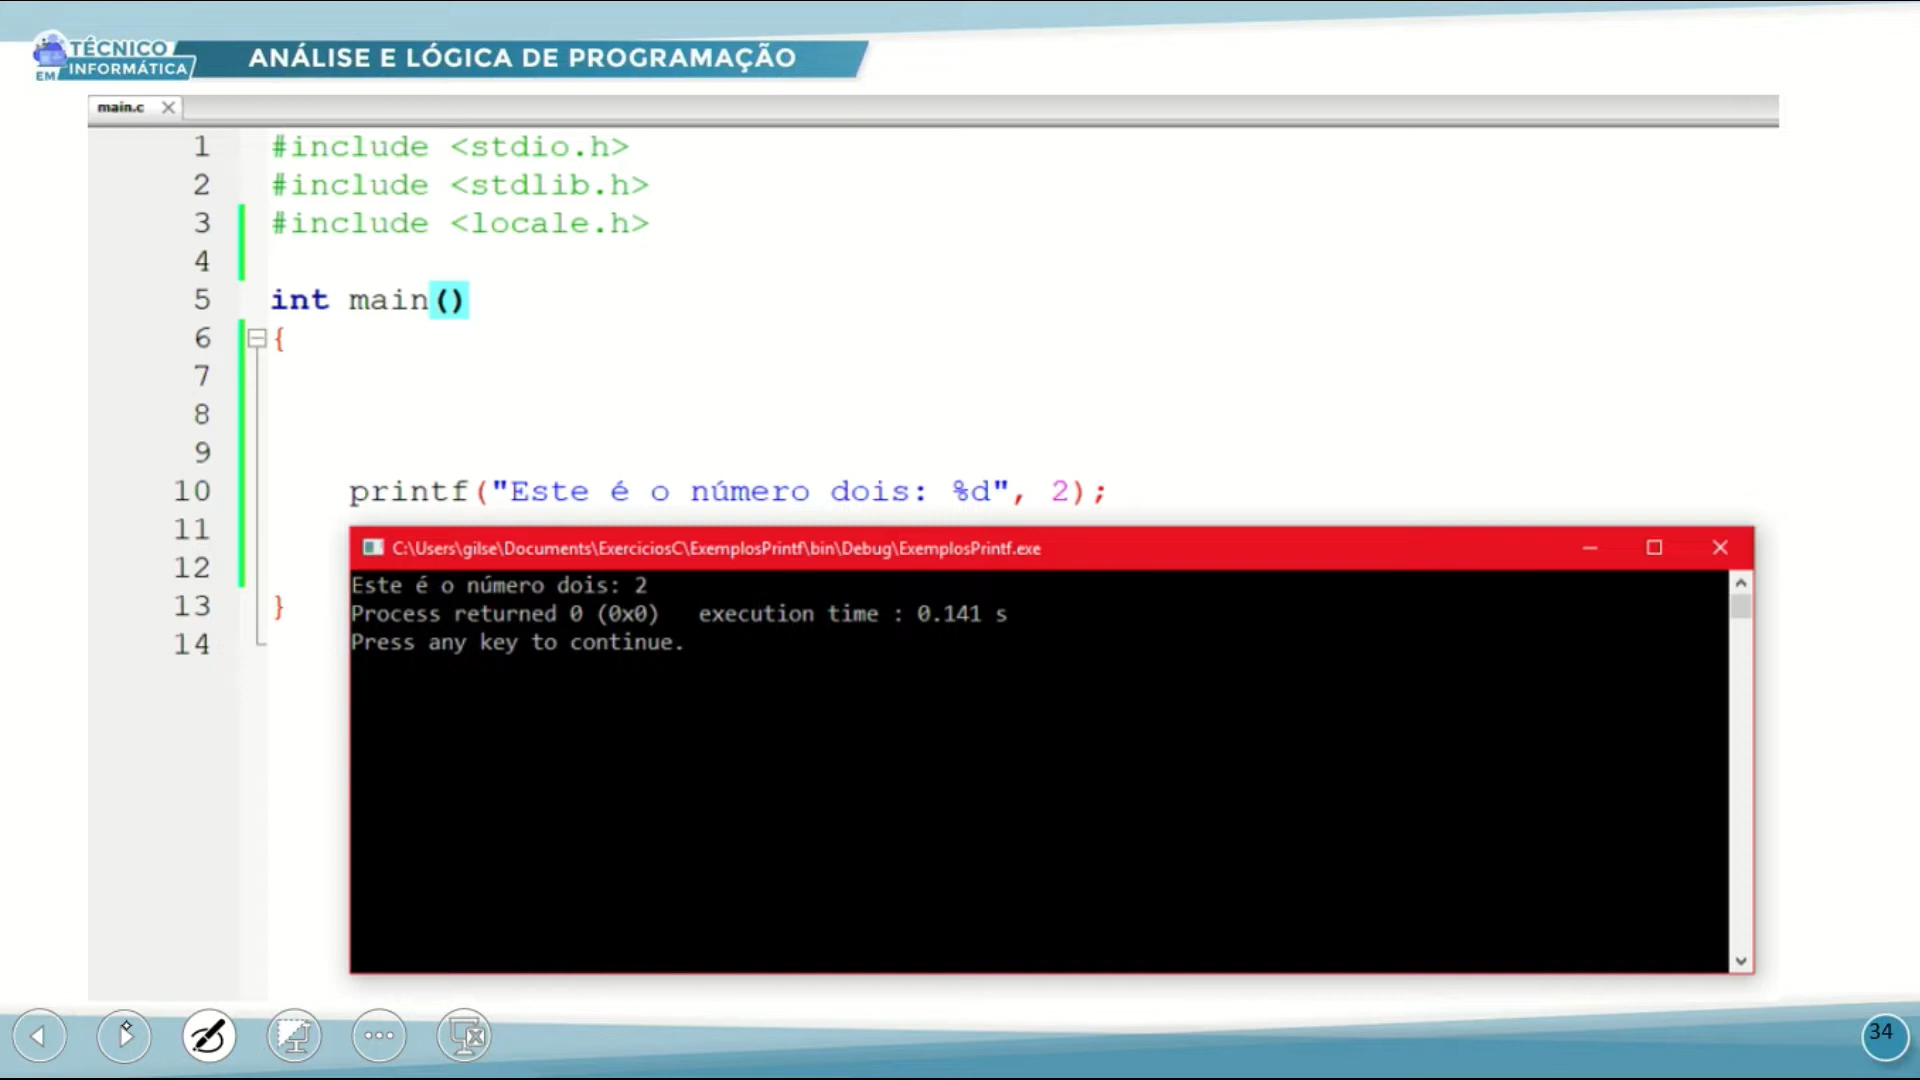 TÉCNICO
EM INFORMÁTICA
ANÁLISE E LÓGICA DE PROGRAMAÇÃO
main.c
1 #include <stdio.h>
2 #include <stdlib.h>
3 #include <locale.h>
4
5 int main()
6 {
7
8
9
10 printf("Este é o número dois: %d", 2);
11
12
13 }
14
C:\Users\gilse\Documents\ExerciciosC\ExemplosPrintf\bin\Debug\ExemplosPrintf.exe
Este é o número dois: 2
Process returned 0 (0x0) execution time : 0.141 s
Press any key to continue.
34